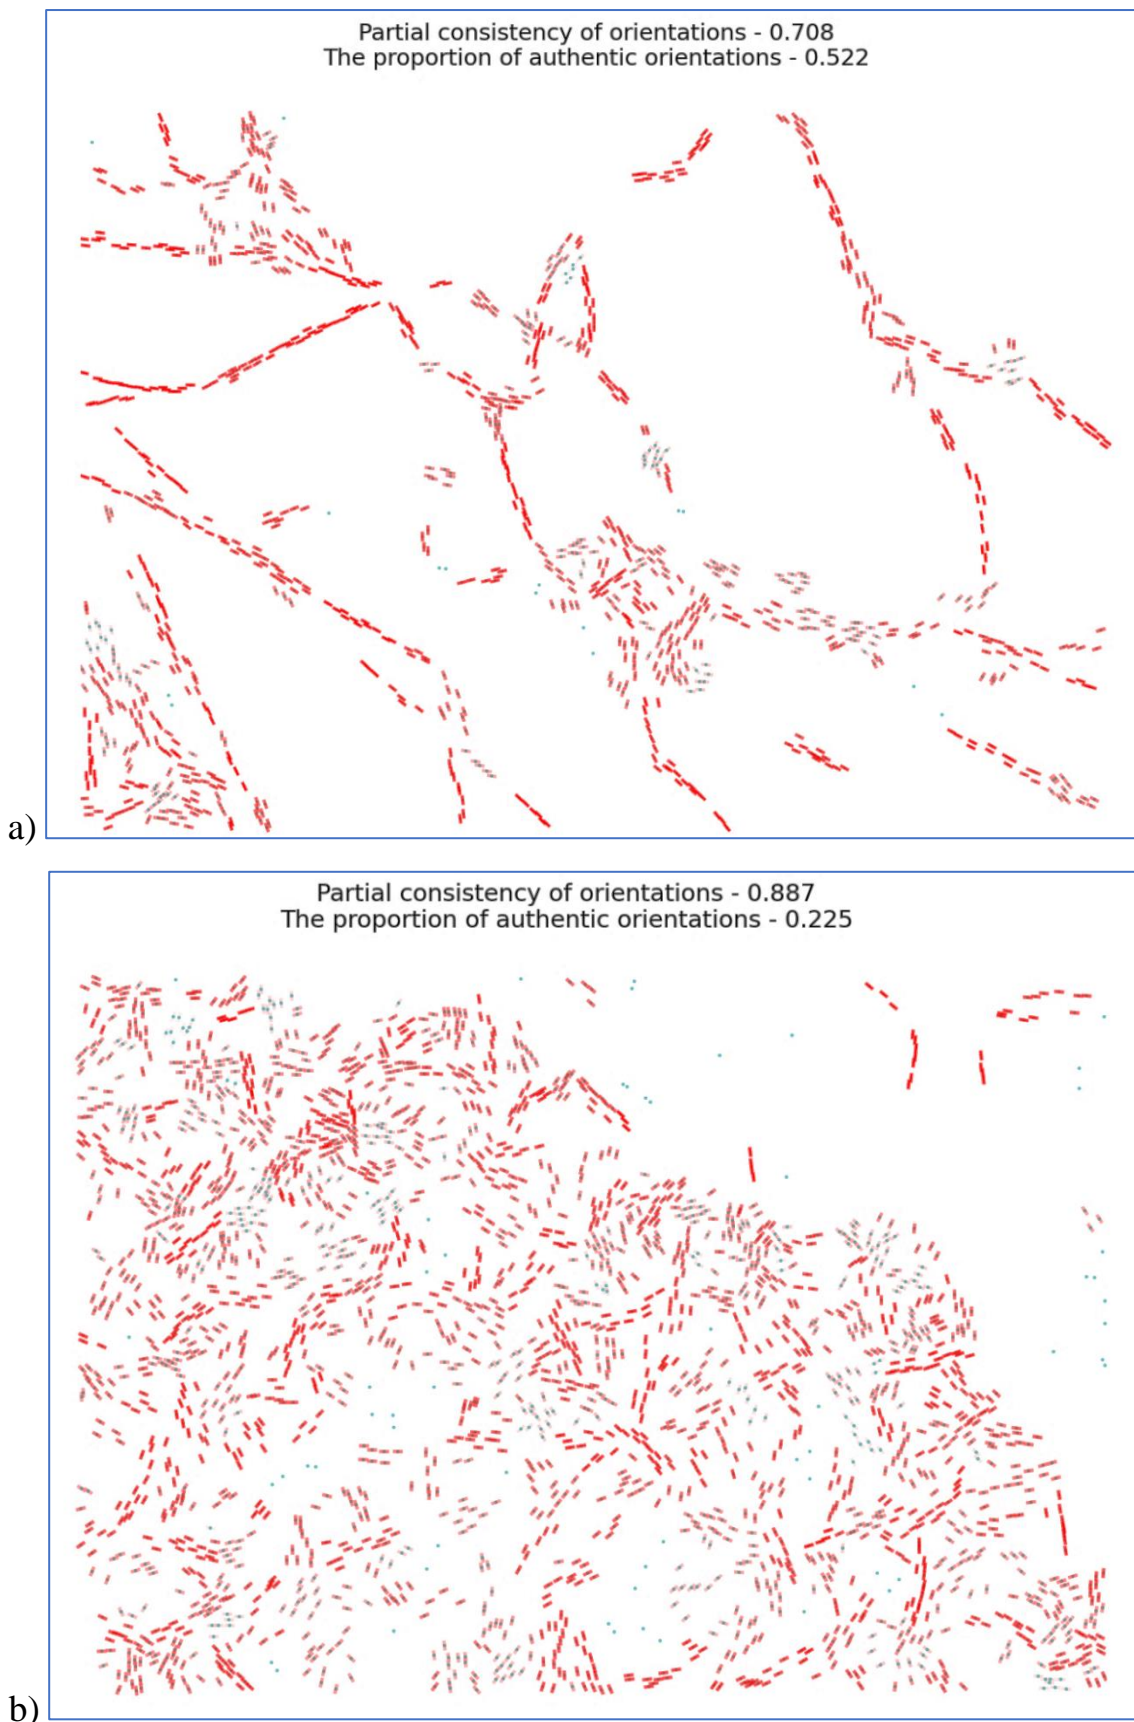 Partial consistency of orientations - 0.708
The proportion of authentic orientations - 0.522
a)
Partial consistency of orientations - 0.887
The proportion of authentic orientations - 0.225
b)